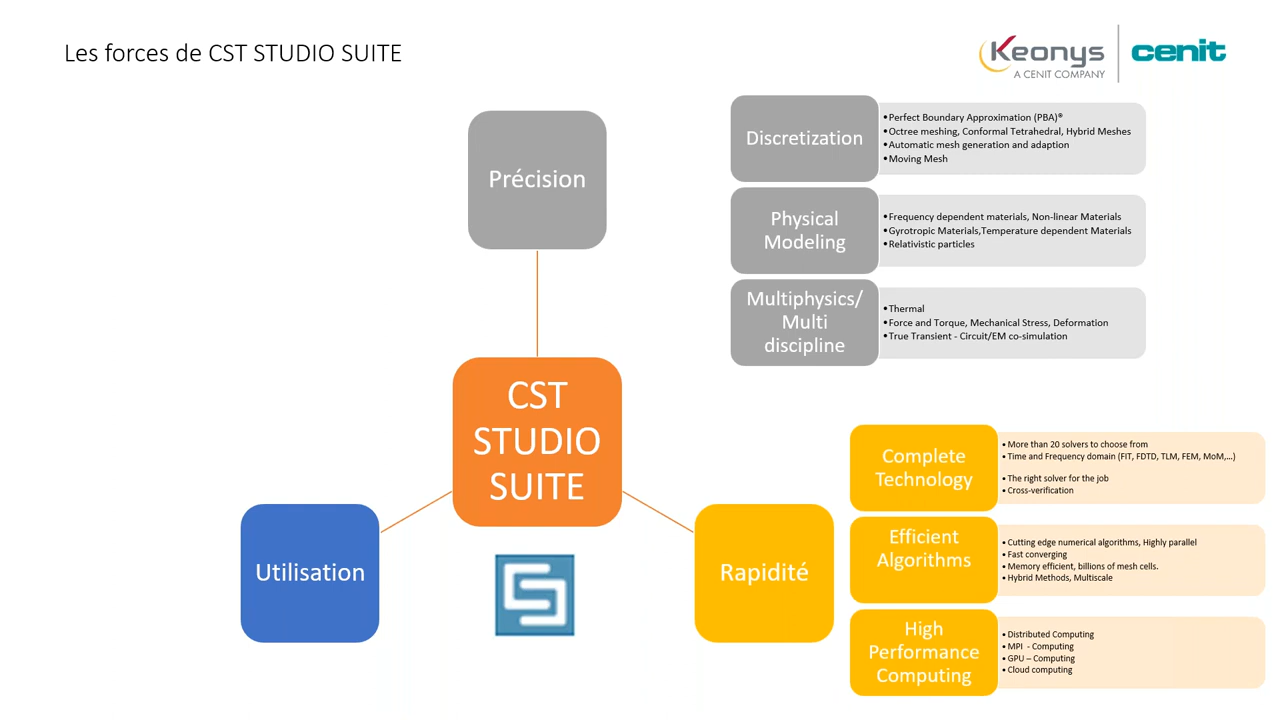 Les forces de CST STUDIO SUITE
Keonys
A CENIT COMPANY
cenit
Précision
Discretization
•Perfect Boundary Approximation (PBA)®
•Octree meshing, Conformal Tetrahedral, Hybrid Meshes
•Automatic mesh generation and adaption
•Moving Mesh
Physical
Modeling
•Frequency dependent materials, Non-linear Materials
•Gyrotropic Materials,Temperature dependent Materials
•Relativistic particles
Multiphysics/
Multi
discipline
•Thermal
•Force and Torque, Mechanical Stress, Deformation
•True Transient - Circuit/EM co-simulation
CST
STUDIO
SUITE
Utilisation
Rapidité
Complete
Technology
• More than 20 solvers to choose from
• Time and Frequency domain (FIT, FDTD, TLM, FEM, MoM,...)
• The right solver for the job
• Cross-verification
Efficient
Algorithms
• Cutting edge numerical algorithms, Highly parallel
• Fast converging
• Memory efficient, billions of mesh cells.
• Hybrid Methods, Multiscale
High
Performance
Computing
• Distributed Computing
• MPI - Computing
• GPU – Computing
• Cloud computing